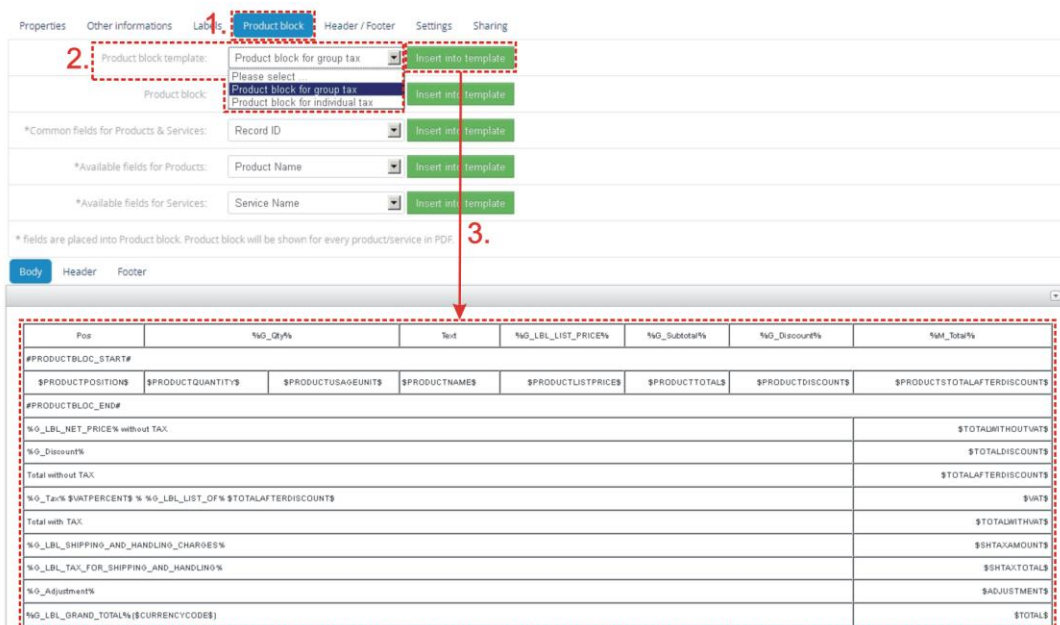 Properties Other informations Labels 1. Product block Header / Footer Settings Sharing
2. Product block template: Product block for group tax Insert into template
Please select ...
Product block for group tax
Product block for individual tax
Product block: Insert into template
*Common fields for Products & Services: Record ID Insert into template
*Available fields for Products: Product Name Insert into template
*Available fields for Services: Service Name Insert into template
* fields are placed into Product block. Product block will be shown for every product/service in PDF. 3.
Body Header Footer
Pos %G_Qty% Text %G_LBL_LIST_PRICE% %G_Subtotal% %G_Discount% %M_Total%
#PRODUCTBLOC_START#
$PRODUCTPOSITION$ $PRODUCTQUANTITY$ $PRODUCTUSAGEUNIT$ $PRODUCTNAME$ $PRODUCTLISTPRICE$ $PRODUCTTOTAL$ $PRODUCTDISCOUNT$ $PRODUCTSTOTALAFTERDISCOUNT$
#PRODUCTBLOC_END#
%G_LBL_NET_PRICE% without TAX $TOTALWITHOUTVAT$
%G_Discount% $TOTALDISCOUNT$
Total without TAX $TOTALAFTERDISCOUNT$
%G_Tax% $VATPERCENT$ % %G_LBL_LIST_OF% $TOTALAFTERDISCOUNT$ $VAT$
Total with TAX $TOTALWITHVAT$
%G_LBL_SHIPPING_AND_HANDLING_CHARGES% $SHTAXAMOUNT$
%G_LBL_TAX_FOR_SHIPPING_AND_HANDLING% $SHTAXTOTAL$
%G_Adjustment% $ADJUSTMENT$
%G_LBL_GRAND_TOTAL% ($CURRENCYCODE$) $TOTAL$